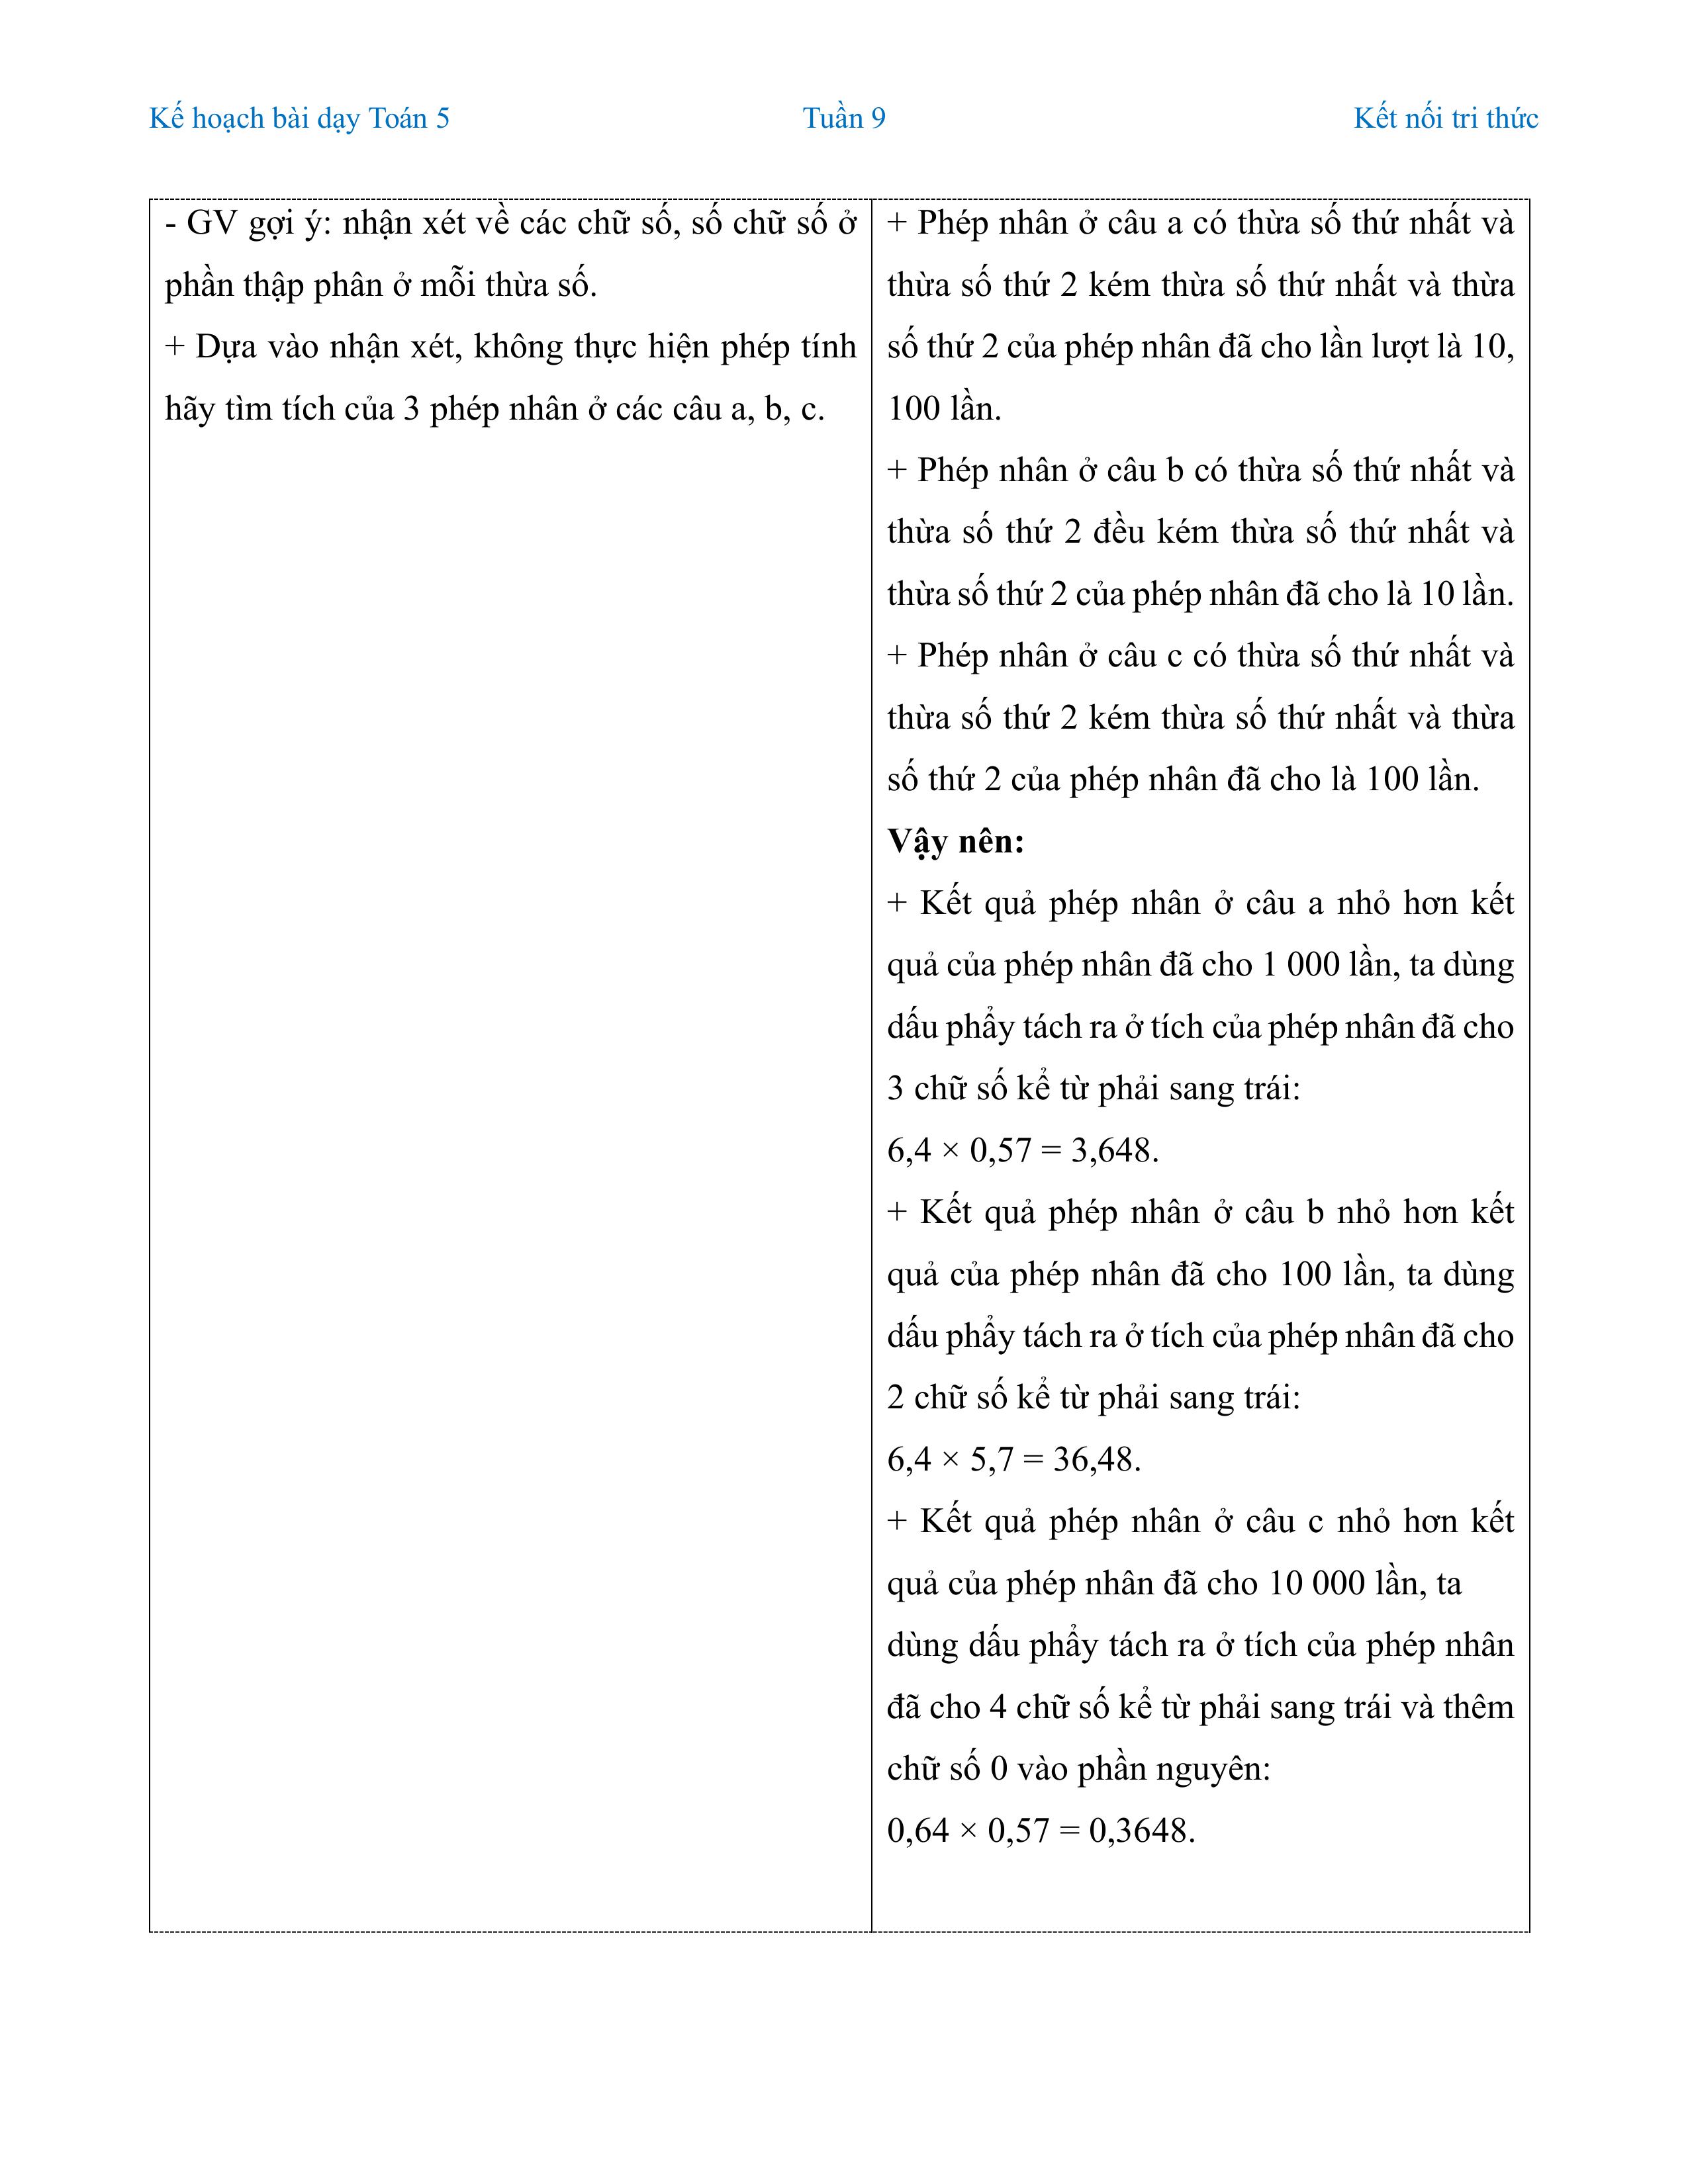 Kế hoạch bài dạy Toán 5 Tuần 9 Kết nối tri thức
- GV gợi ý: nhận xét về các chữ số, số chữ số ở
phần thập phân ở mỗi thừa số.
+ Dựa vào nhận xét, không thực hiện phép tính
hãy tìm tích của 3 phép nhân ở các câu a, b, c.
+ Phép nhân ở câu a có thừa số thứ nhất và
thừa số thứ 2 kém thừa số thứ nhất và thừa
số thứ 2 của phép nhân đã cho lần lượt là 10,
100 lần.
+ Phép nhân ở câu b có thừa số thứ nhất và
thừa số thứ 2 đều kém thừa số thứ nhất và
thừa số thứ 2 của phép nhân đã cho là 10 lần.
+ Phép nhân ở câu c có thừa số thứ nhất và
thừa số thứ 2 kém thừa số thứ nhất và thừa
số thứ 2 của phép nhân đã cho là 100 lần.
Vậy nên:
+ Kết quả phép nhân ở câu a nhỏ hơn kết
quả của phép nhân đã cho 1 000 lần, ta dùng
dấu phẩy tách ra ở tích của phép nhân đã cho
3 chữ số kể từ phải sang trái:
6,4 × 0,57 = 3,648.
+ Kết quả phép nhân ở câu b nhỏ hơn kết
quả của phép nhân đã cho 100 lần, ta dùng
dấu phẩy tách ra ở tích của phép nhân đã cho
2 chữ số kể từ phải sang trái:
6,4 × 5,7 = 36,48.
+ Kết quả phép nhân ở câu c nhỏ hơn kết
quả của phép nhân đã cho 10 000 lần, ta
dùng dấu phẩy tách ra ở tích của phép nhân
đã cho 4 chữ số kể từ phải sang trái và thêm
chữ số 0 vào phần nguyên:
0,64 × 0,57 = 0,3648.